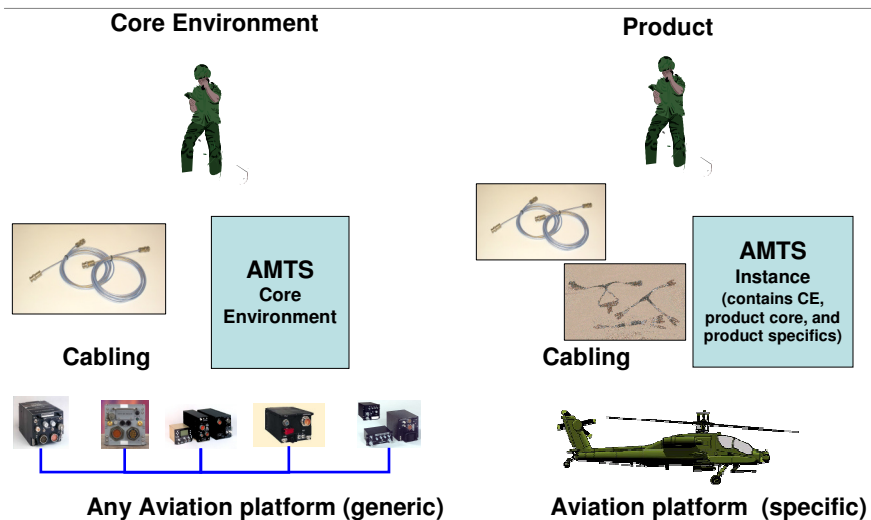 Core Environment
Product
AMTS
Core
Environment
AMTS
Instance
(contains CE,
product core, and
product specifics)
Cabling
Cabling
Any Aviation platform (generic)
Aviation platform (specific)